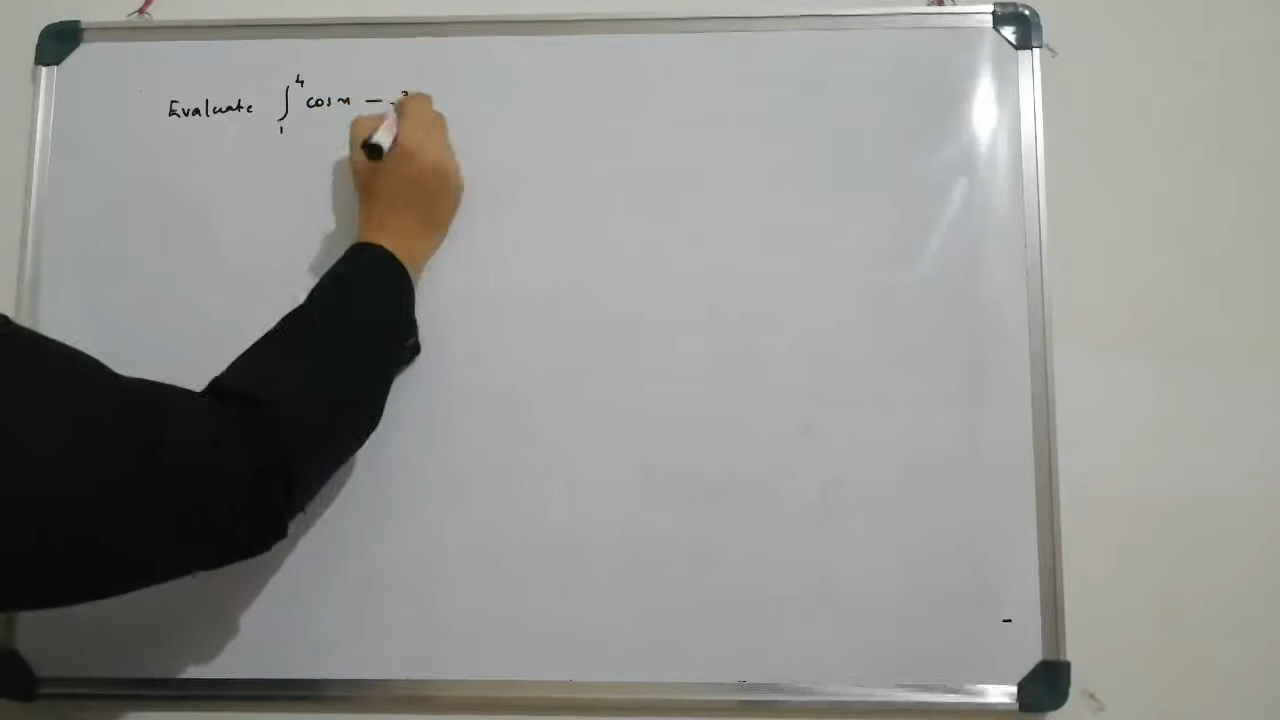 Evaluate ∫₁⁴ cos x −